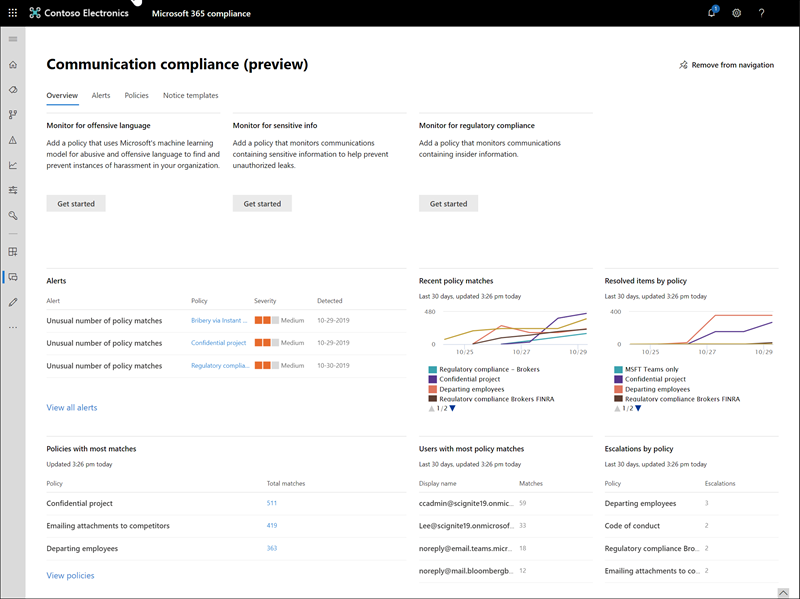 Contoso Electronics
Microsoft 365 compliance
1
?
Communication compliance (preview)
Remove from navigation
Overview
Alerts
Policies
Notice templates
Monitor for offensive language
Add a policy that uses Microsoft's machine learning
model for abusive and offensive language to find and
prevent instances of harassment in your organization.
Get started
Monitor for sensitive info
Add a policy that monitors communications
containing sensitive information to help prevent
unauthorized leaks.
Get started
Monitor for regulatory compliance
Add a policy that monitors communications
containing insider information.
Get started
Alerts
Alert Policy Severity Detected
Unusual number of policy matches Bribery via Instant ... Medium 10-29-2019
Unusual number of policy matches Confidential project Medium 10-29-2019
Unusual number of policy matches Regulatory complia... Medium 10-30-2019
View all alerts
Recent policy matches
Last 30 days, updated 3:26 pm today
480
0
10/25 10/27 10/29
Regulatory compliance - Brokers
Confidential project
Departing employees
Regulatory compliance Brokers FINRA
1/2
Resolved items by policy
Last 30 days, updated 3:26 pm today
400
0
10/25 10/27 10/29
MSFT Teams only
Confidential project
Departing employees
Regulatory compliance Brokers FINRA
1/2
Policies with most matches
Updated 3:26 pm today
Policy Total matches
Confidential project 511
Emailing attachments to competitors 419
Departing employees 363
View policies
Users with most policy matches
Last 30 days, updated 3:26 pm today
Display name Matches
ccadmin@scignite19.onmic... 59
Lee@scignite19.onmicrosof... 33
noreply@email.teams.micr... 18
noreply@mail.bloombergb... 12
Escalations by policy
Last 30 days, updated 3:26 pm today
Policy Escalations
Departing employees 3
Code of conduct 2
Regulatory compliance Bro... 2
Emailing attachments to co... 2